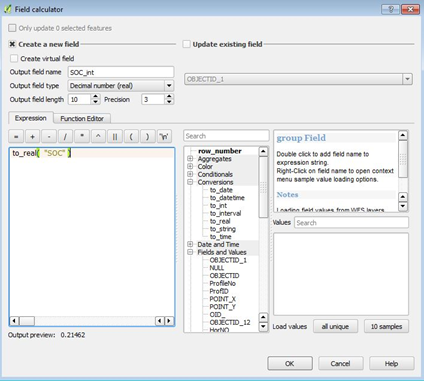 Field calculator
Only update 0 selected features
Create a new field
Update existing field
Create virtual field
Output field name SOC_int
Output field type Decimal number (real)
Output field length 10 Precision 3
OBJECTID_1
Expression Function Editor
= + - / * ^ || ( ) '\n'
to_real( "SOC" )
Search
row_number
Aggregates
Color
Conditionals
Conversions
to_date
to_datetime
to_int
to_interval
to_real
to_string
to_time
Date and Time
Fields and Values
OBJECTID_1
NULL
OBJECTID
ProfileNo
ProfID
POINT_X
POINT_Y
OID_
OBJECTID_12
HorNO
group Field
Double click to add field name to
expression string.
Right-Click on field name to open context
menu sample value loading options.
Notes
Loading field values from WFS layers
Values Search
Load values all unique 10 samples
Output preview: 0.21462
OK Cancel Help